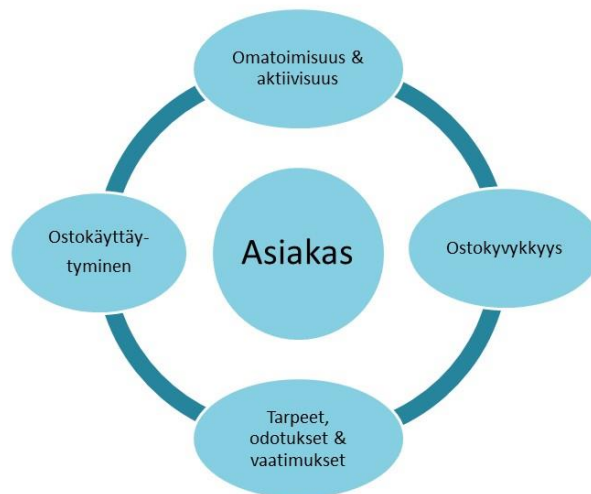 Omatoimisuus &
aktiivisuus
Ostokäyttäy-
tyminen
Asiakas
Ostokyvykkyys
Tarpeet,
odotukset &
vaatimukset